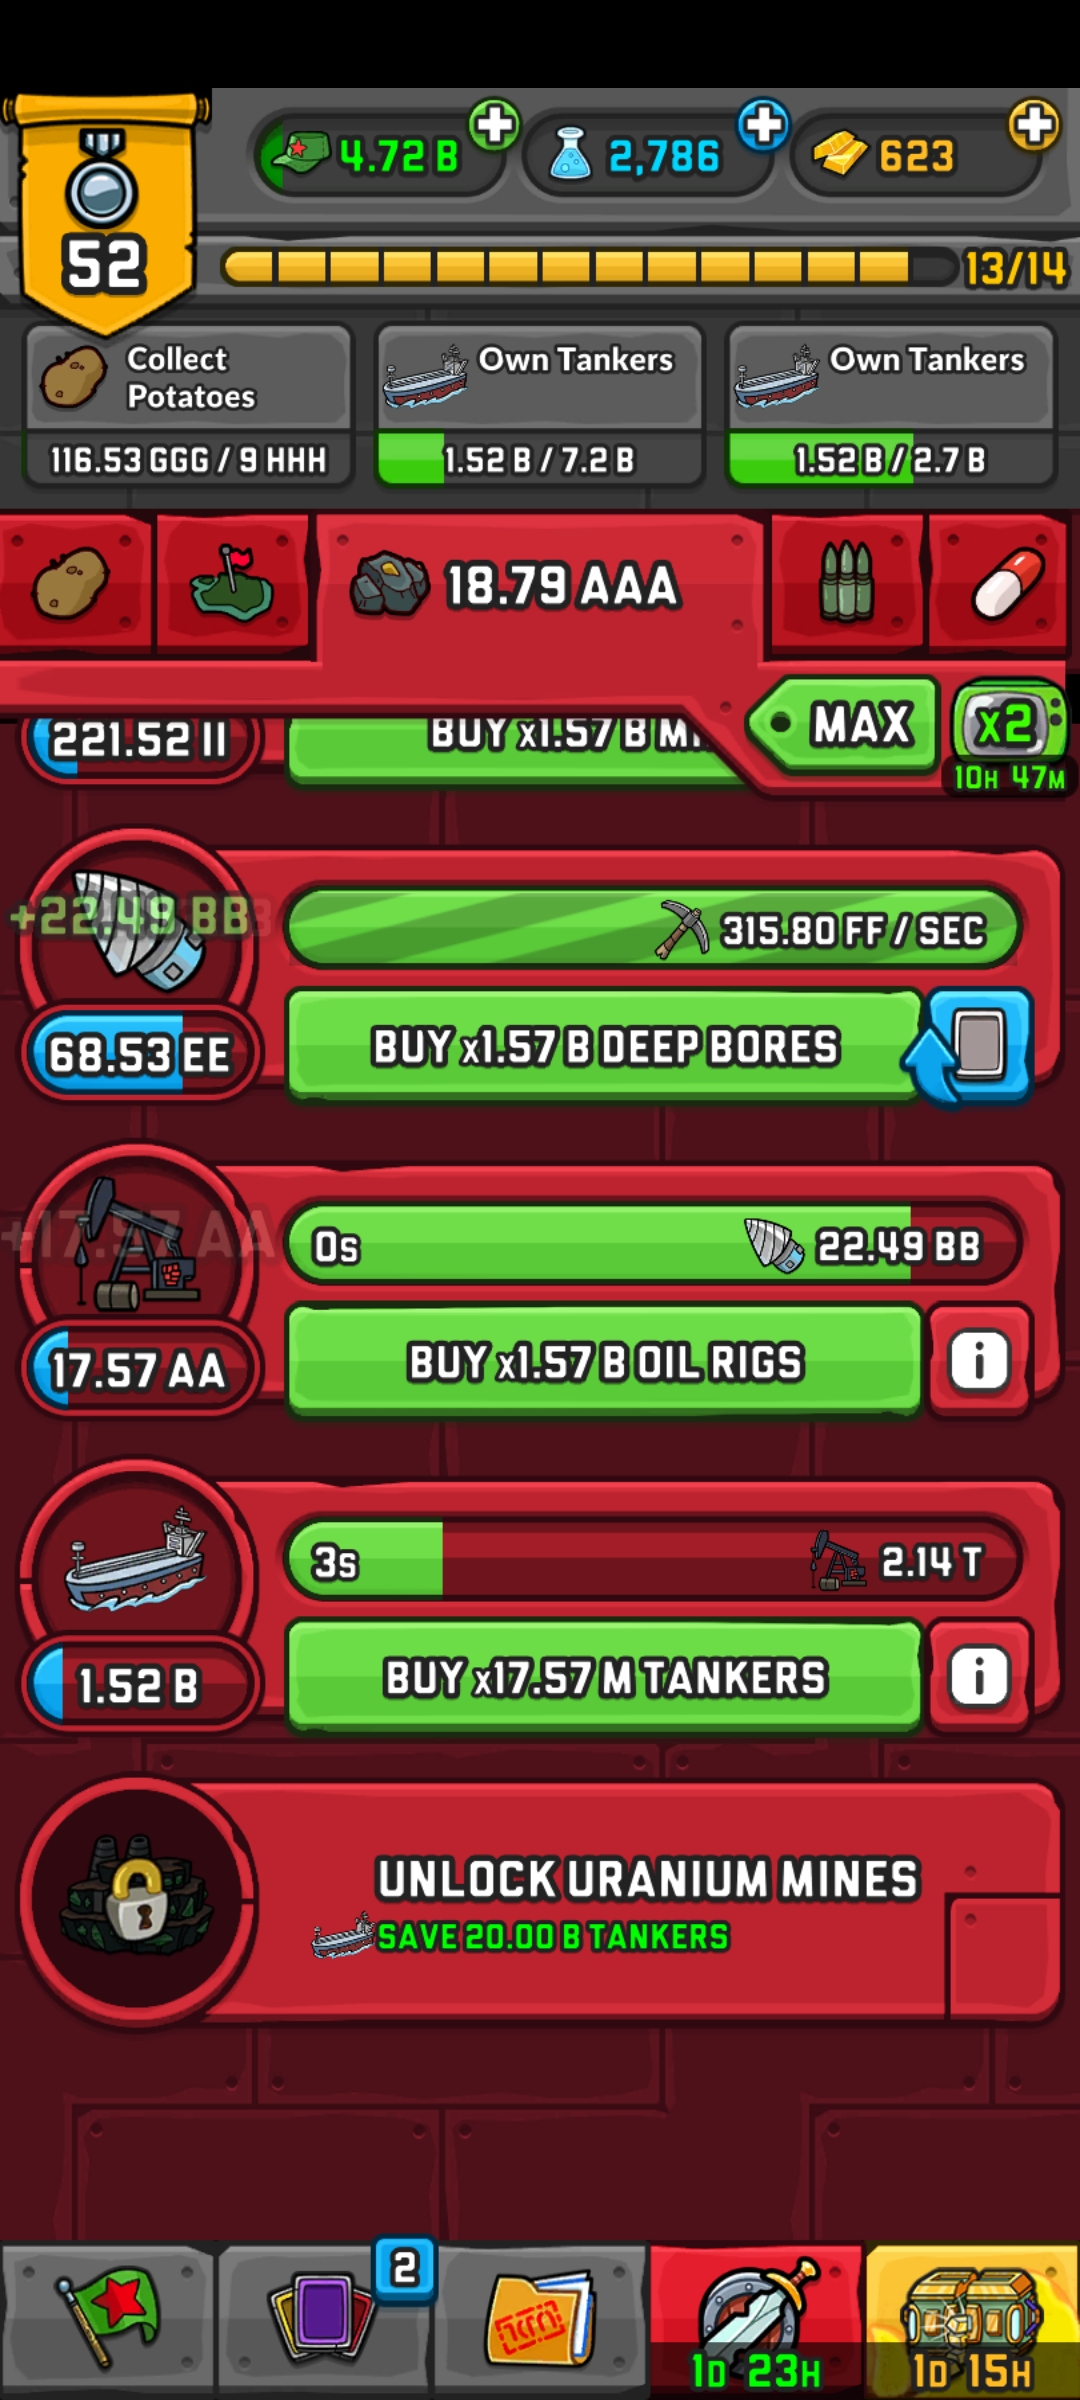 4.72 B
2,786
623
52
13/14
Collect
Potatoes
116.53 GGG / 9 HHH
Own Tankers
1.52 B / 7.2 B
Own Tankers
1.52 B / 2.7 B
18.79 AAA
MAX
x2
10H 47M
221.52 II
BUY x1.57 B
+22.49 BB
315.80 FF / SEC
68.53 EE
BUY x1.57 B DEEP BORES
+17.57 AA
0s
22.49 BB
17.57 AA
BUY x1.57 B OIL RIGS
i
3s
2.14 T
1.52 B
BUY x17.57 M TANKERS
i
UNLOCK URANIUM MINES
SAVE 20.00 B TANKERS
2
1D 23H
1D 15H